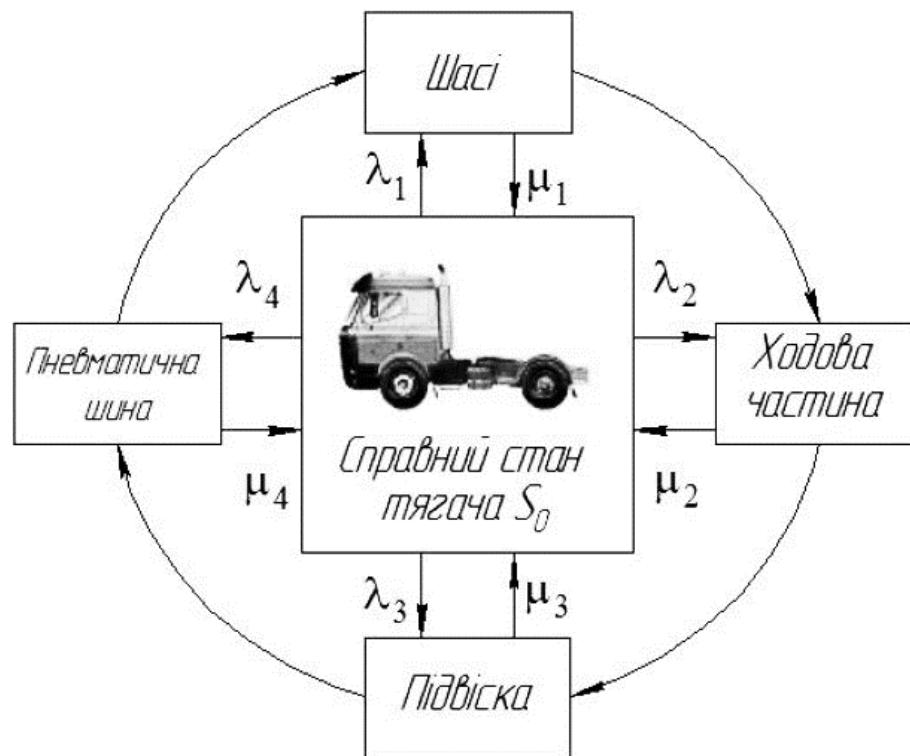 Шасі
λ₁ μ₁
λ₄ λ₂
Пневматична
шина
Ходова
частина
Справний стан
тягача S₀
μ₄ μ₂
λ₃ μ₃
Підвіска